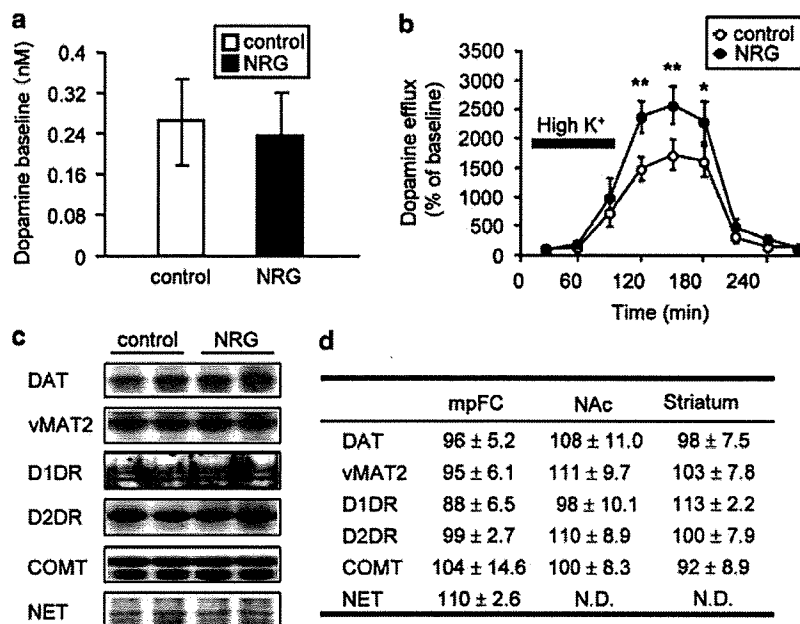 a
control
NRG
Dopamine baseline (nM)
0.4
0.32
0.24
0.16
0.08
0
control
NRG
b
control
NRG
Dopamine efflux
(% of baseline)
3500
3000
2500
2000
1500
1000
500
0
High K+
**
**
*
0
60
120
180
240
Time (min)
c
control
NRG
DAT
vMAT2
D1DR
D2DR
COMT
NET
d
mpFC NAc Striatum
DAT 96 ± 5.2 108 ± 11.0 98 ± 7.5
vMAT2 95 ± 6.1 111 ± 9.7 103 ± 7.8
D1DR 88 ± 6.5 98 ± 10.1 113 ± 2.2
D2DR 99 ± 2.7 110 ± 8.9 100 ± 7.9
COMT 104 ± 14.6 100 ± 8.3 92 ± 8.9
NET 110 ± 2.6 N.D. N.D.